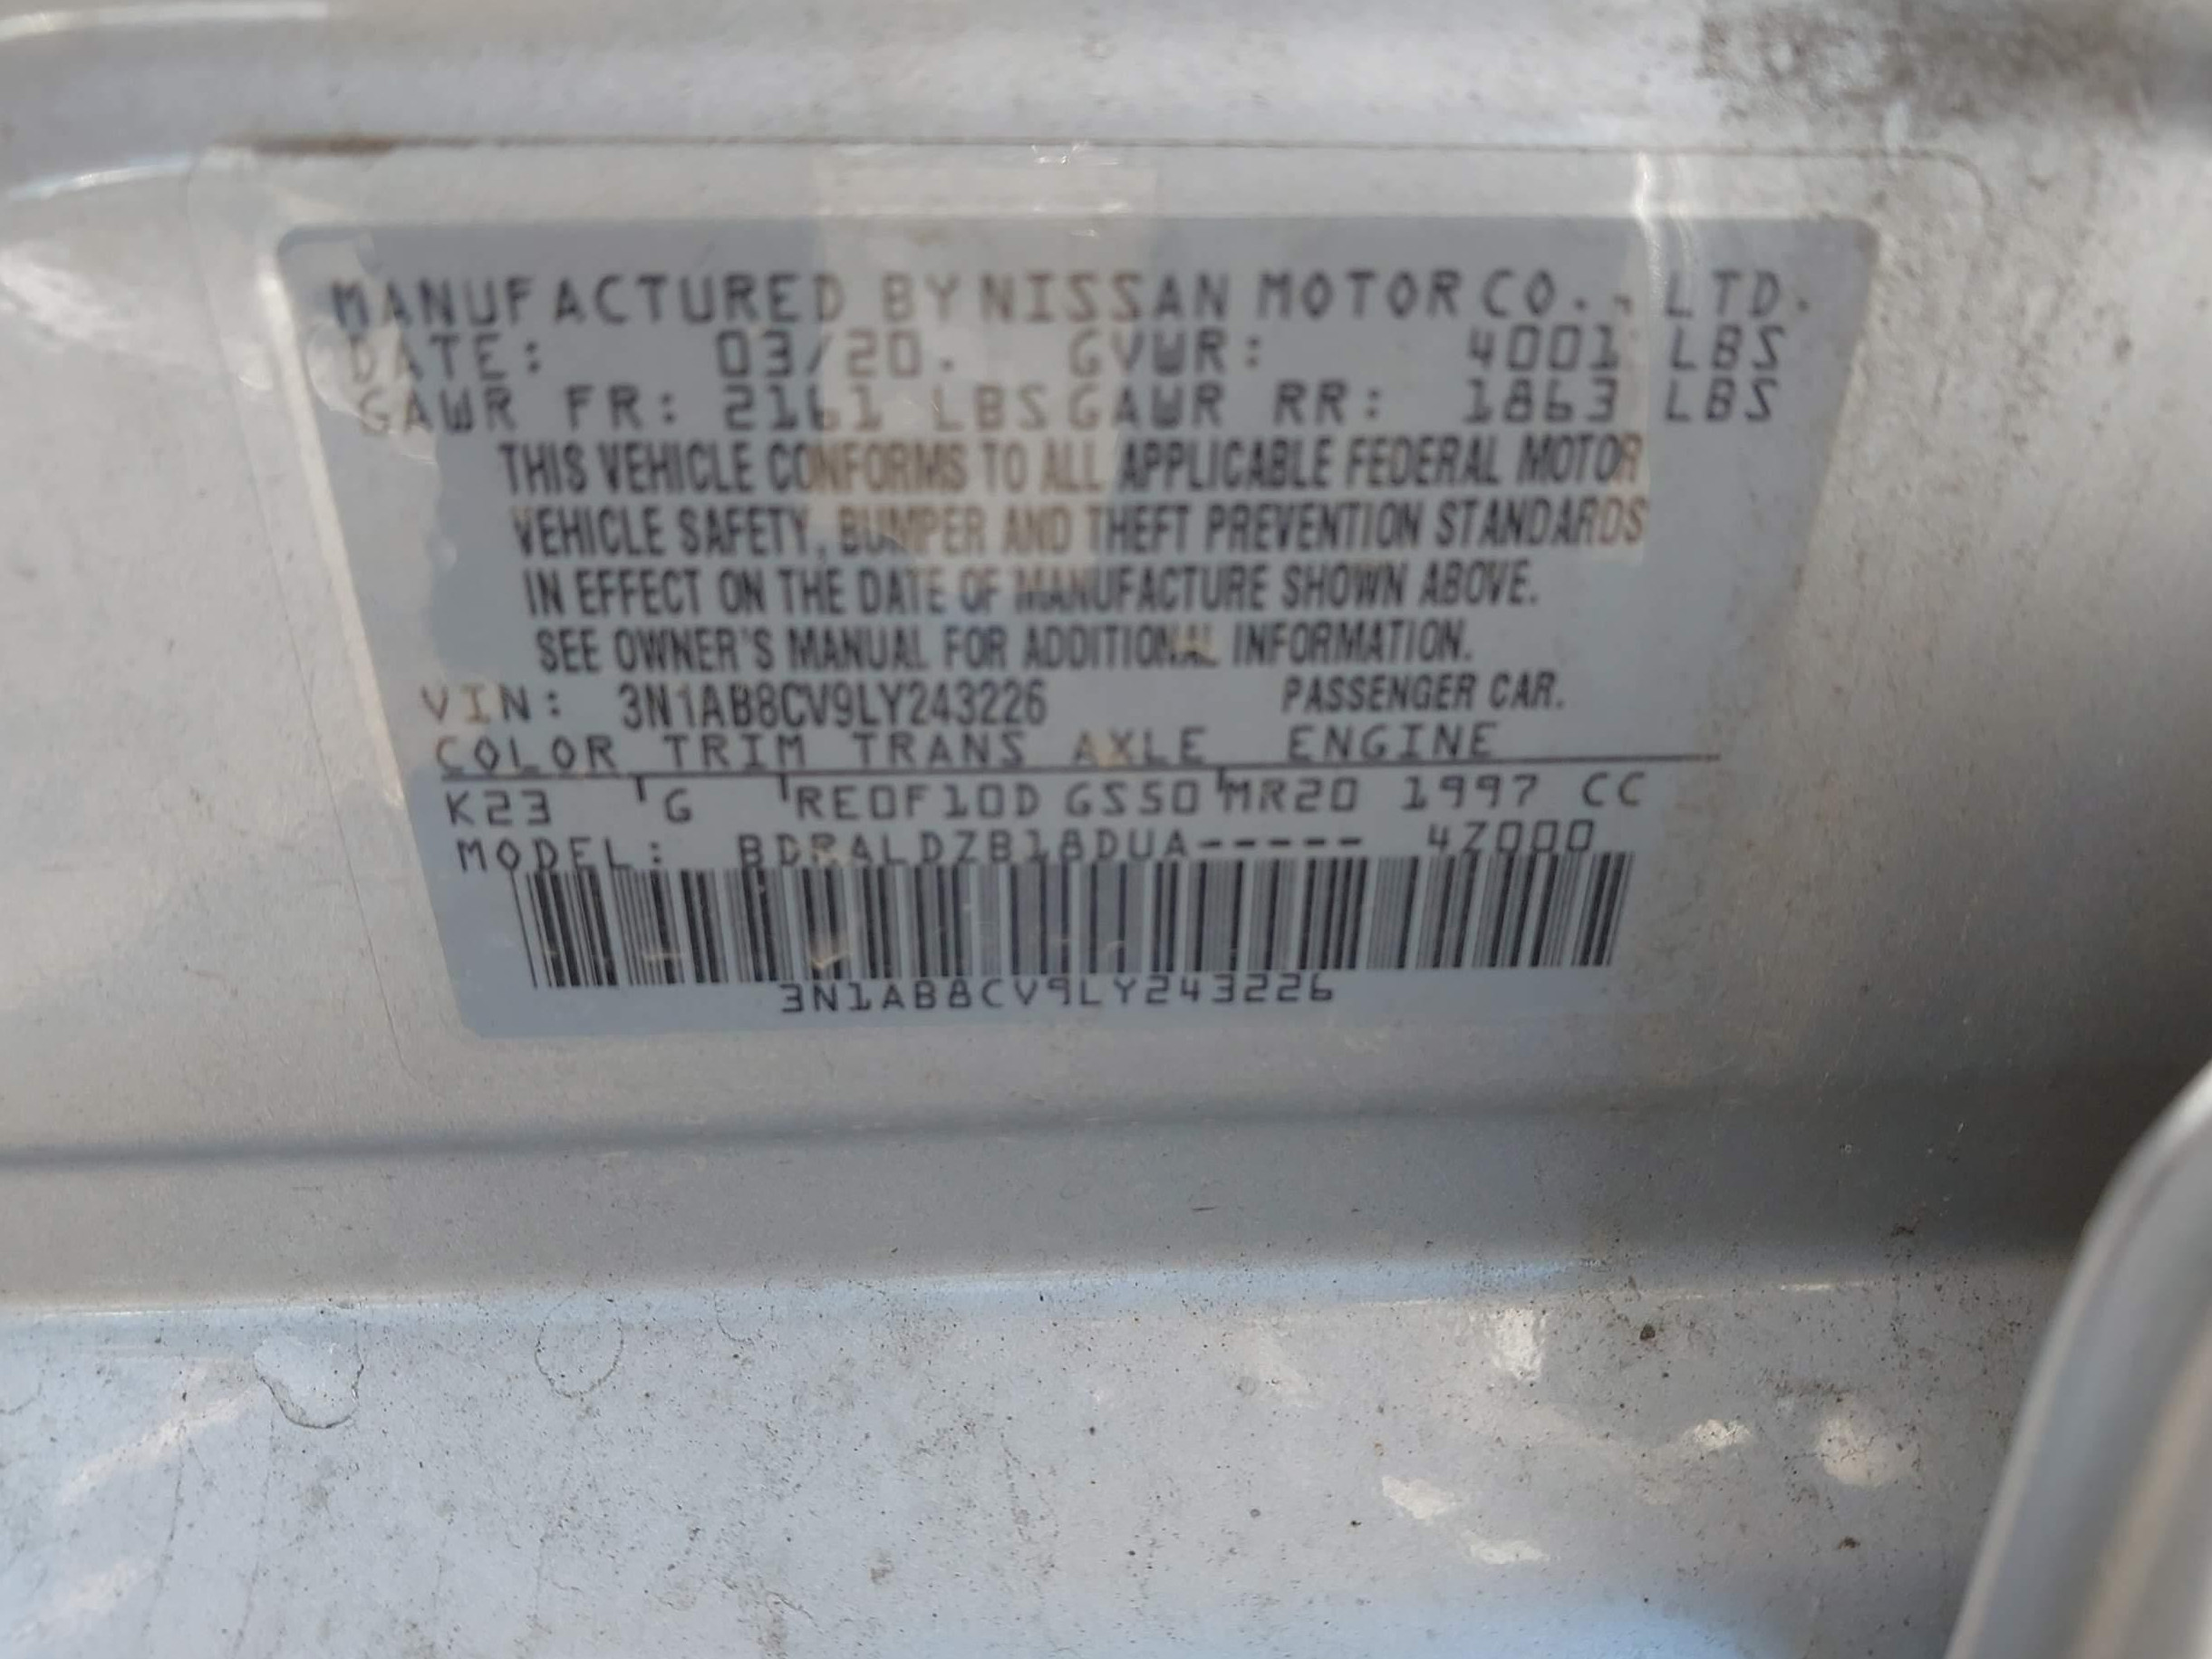 MANUFACTURED BY NISSAN MOTOR CO., LTD.
DATE: 03/20. GVWR: 4001 LBS
GAWR FR: 2161 LBS GAWR RR: 1863 LBS
THIS VEHICLE CONFORMS TO ALL APPLICABLE FEDERAL MOTOR
VEHICLE SAFETY, BUMPER AND THEFT PREVENTION STANDARDS
IN EFFECT ON THE DATE OF MANUFACTURE SHOWN ABOVE.
SEE OWNER'S MANUAL FOR ADDITIONAL INFORMATION.
VIN: 3N1AB8CV9LY243226 PASSENGER CAR.
COLOR TRIM TRANS AXLE ENGINE
K23 G RE0F10D GS50 MR20 1997 CC
MODEL: BDRALDZB18DUA----- 4Z000
3N1AB8CV9LY243226